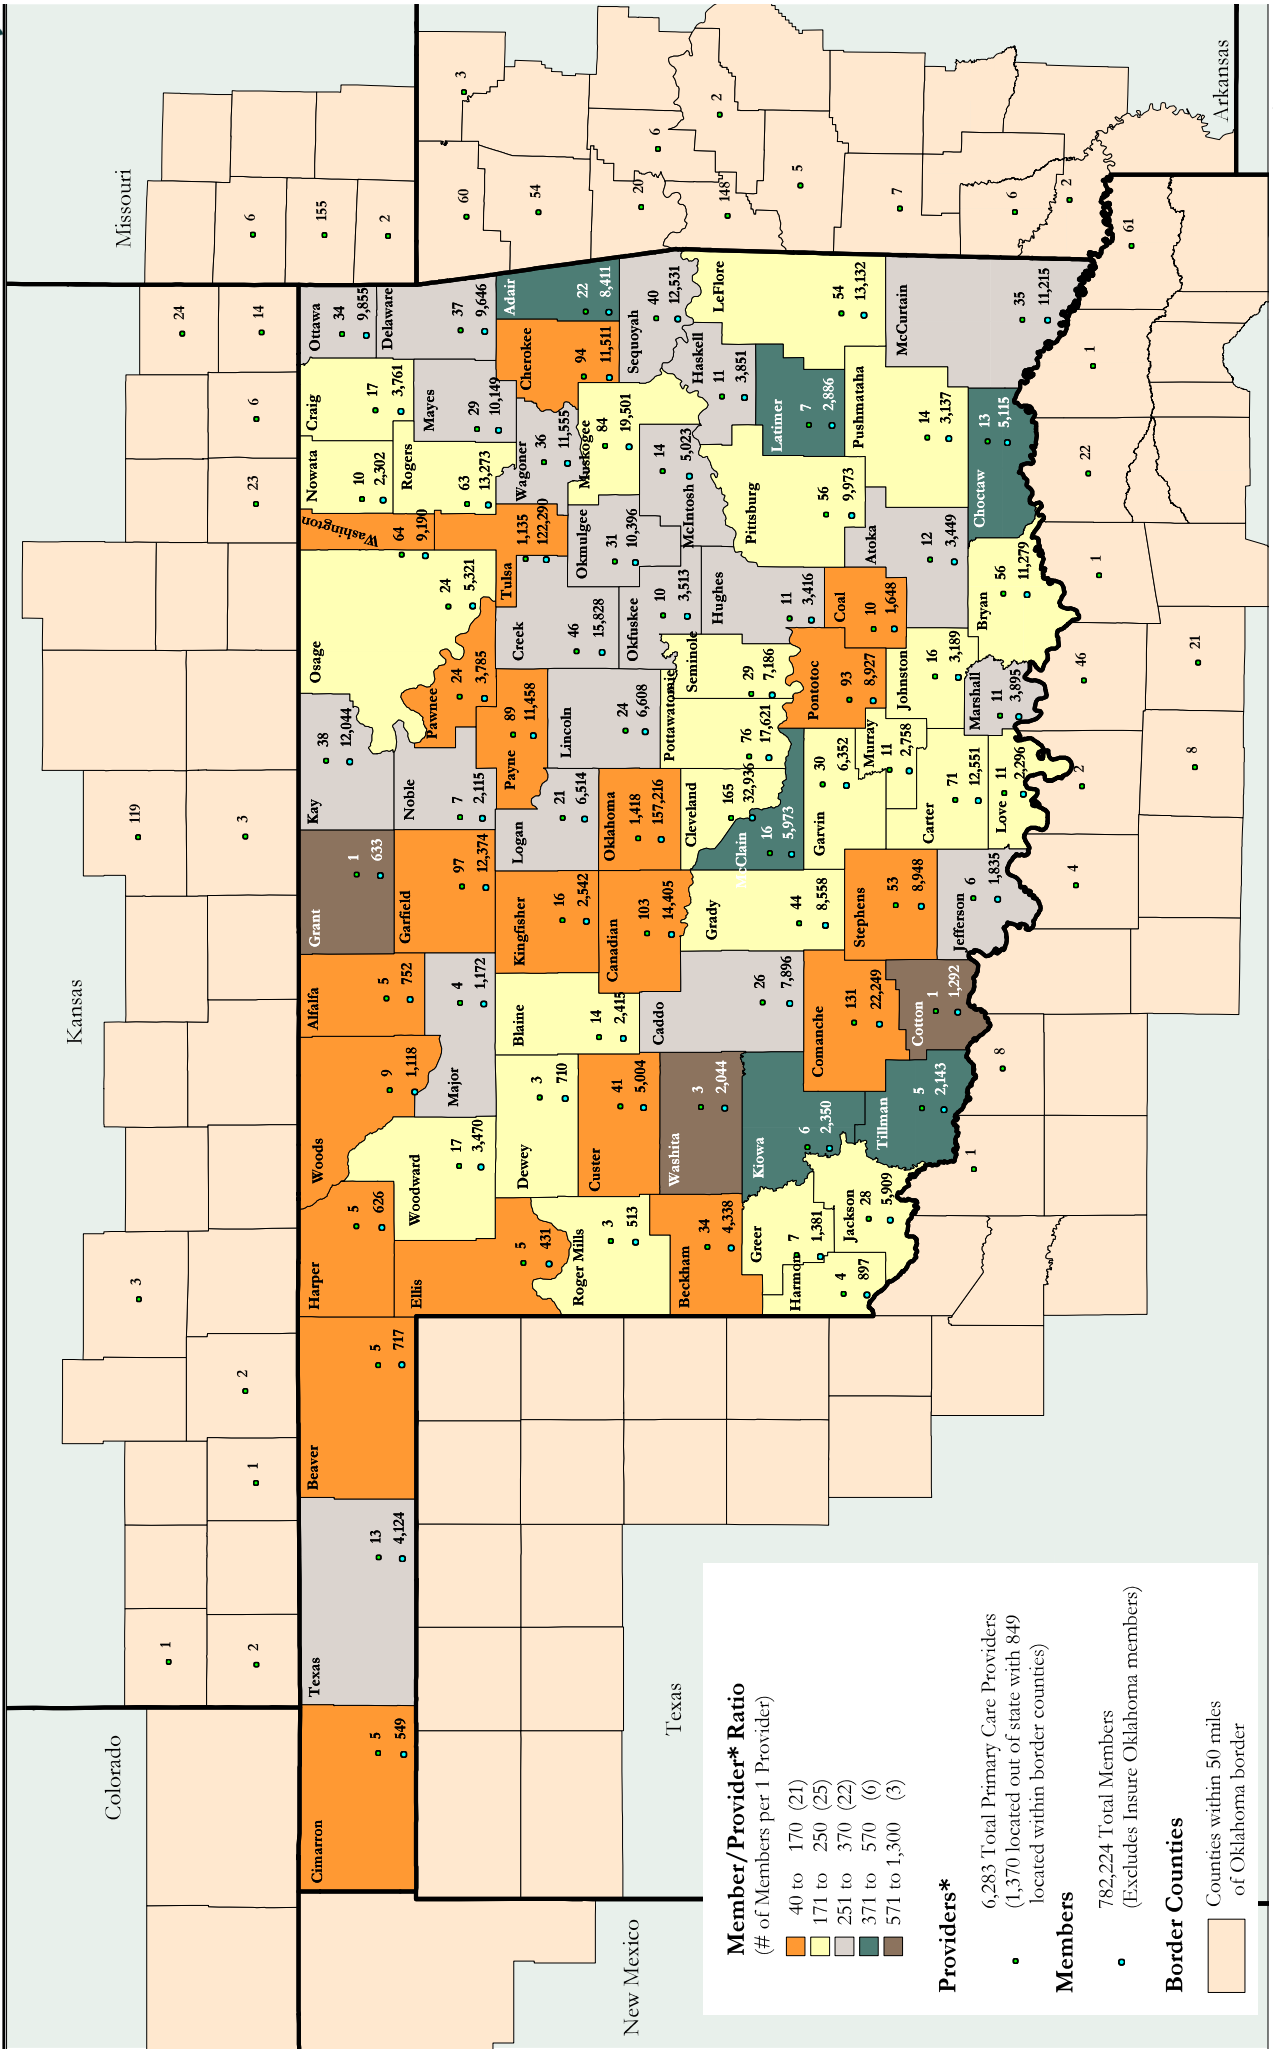 Colorado
Kansas
Missouri
New Mexico
Texas
Arkansas
1
2
1
2
3
119
3
23
6
24
14
6
155
2
3
60
54
20
6
2
148
5
7
6
2
61
1
22
1
46
21
2
8
4
8
1
Cimarron
5
549
Texas
13
4,124
Beaver
5
717
Harper
5
626
Ellis
5
431
Woods
9
1,118
Woodward
17
3,470
Alfalfa
5
752
Major
4
1,172
Grant
1
633
Garfield
97
12,374
Kay
38
12,044
Noble
7
2,115
Osage
24
5,321
Pawnee
24
3,785
Washington
64
9,190
Nowata
10
2,302
Craig
17
3,761
Ottawa
34
9,855
Delaware
37
9,646
Rogers
63
13,273
Mayes
29
10,149
Roger Mills
3
513
Dewey
3
710
Custer
41
5,004
Blaine
14
2,415
Kingfisher
16
2,542
Logan
21
6,514
Payne
89
11,458
Lincoln
24
6,608
Creek
46
15,828
Tulsa
1,135
122,290
Wagoner
36
11,555
Cherokee
94
11,511
Adair
22
8,411
Muskogee
84
19,501
Okmulgee
31
10,396
Okfuskee
10
3,513
Sequoyah
40
12,531
Beckham
34
4,338
Washita
3
2,044
Caddo
26
7,896
Canadian
103
14,405
Oklahoma
1,418
157,216
Cleveland
165
32,936
Pottawatomie
76
17,621
Seminole
29
7,186
Hughes
11
3,416
McIntosh
14
5,023
Haskell
11
3,851
LeFlore
54
13,132
Latimer
7
2,886
Pittsburg
56
9,973
Greer
7
1,381
Harmon
4
897
Jackson
28
5,909
Kiowa
6
2,350
Tillman
5
2,143
Comanche
131
22,249
Cotton
1
1,292
Grady
44
8,558
McClain
16
5,973
Garvin
30
6,352
Stephens
53
8,948
Jefferson
6
1,835
Murray
11
2,758
Carter
71
12,551
Love
11
2,296
Pontotoc
93
8,927
Johnston
16
3,189
Marshall
11
3,895
Coal
10
1,648
Atoka
12
3,449
Bryan
56
11,279
Pushmataha
14
3,137
Choctaw
13
5,115
McCurtain
35
11,215
Member/Provider* Ratio
(# of Members per 1 Provider)
40 to 170 (21)
171 to 250 (25)
251 to 370 (22)
371 to 570 (6)
571 to 1,300 (3)
Providers*
6,283 Total Primary Care Providers
(1,370 located out of state with 849
located within border counties)
Members
782,224 Total Members
(Excludes Insure Oklahoma members)
Border Counties
Counties within 50 miles
of Oklahoma border